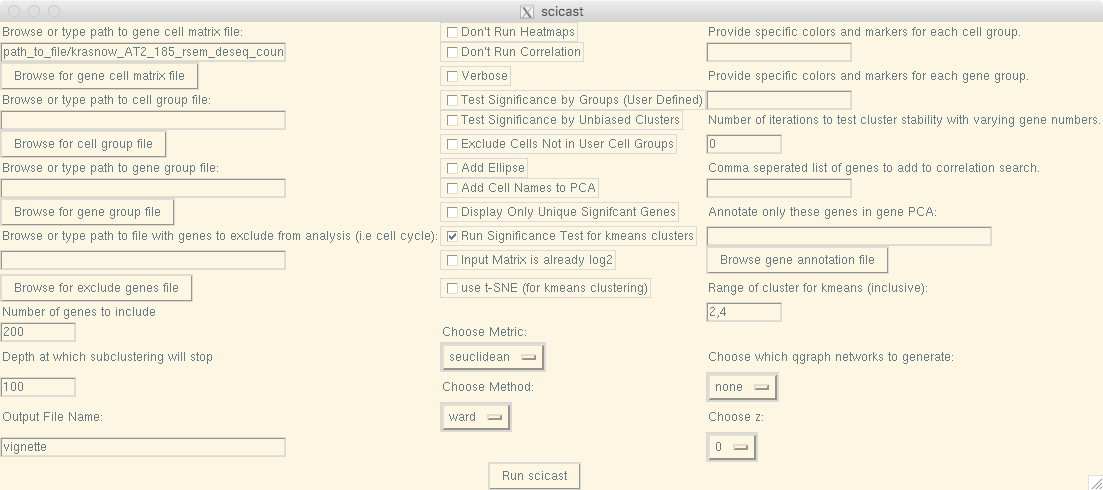 scicast
Browse or type path to gene cell matrix file:
path_to_file/krasnow_AT2_185_rsem_deseq_coun
Browse for gene cell matrix file
Browse or type path to cell group file:
Browse for cell group file
Browse or type path to gene group file:
Browse for gene group file
Browse or type path to file with genes to exclude from analysis (i.e cell cycle):
Browse for exclude genes file
Number of genes to include
200
Depth at which subclustering will stop
100
Output File Name:
vignette
Don't Run Heatmaps
Don't Run Correlation
Verbose
Test Significance by Groups (User Defined)
Test Significance by Unbiased Clusters
Exclude Cells Not in User Cell Groups
Add Ellipse
Add Cell Names to PCA
Display Only Unique Signifcant Genes
Run Significance Test for kmeans clusters
Input Matrix is already log2
use t-SNE (for kmeans clustering)
Choose Metric:
seuclidean
Choose Method:
ward
Provide specific colors and markers for each cell group.
Provide specific colors and markers for each gene group.
Number of iterations to test cluster stability with varying gene numbers.
0
Comma seperated list of genes to add to correlation search.
Annotate only these genes in gene PCA:
Browse gene annotation file
Range of cluster for kmeans (inclusive):
2,4
Choose which qgraph networks to generate:
none
Choose z:
0
Run scicast